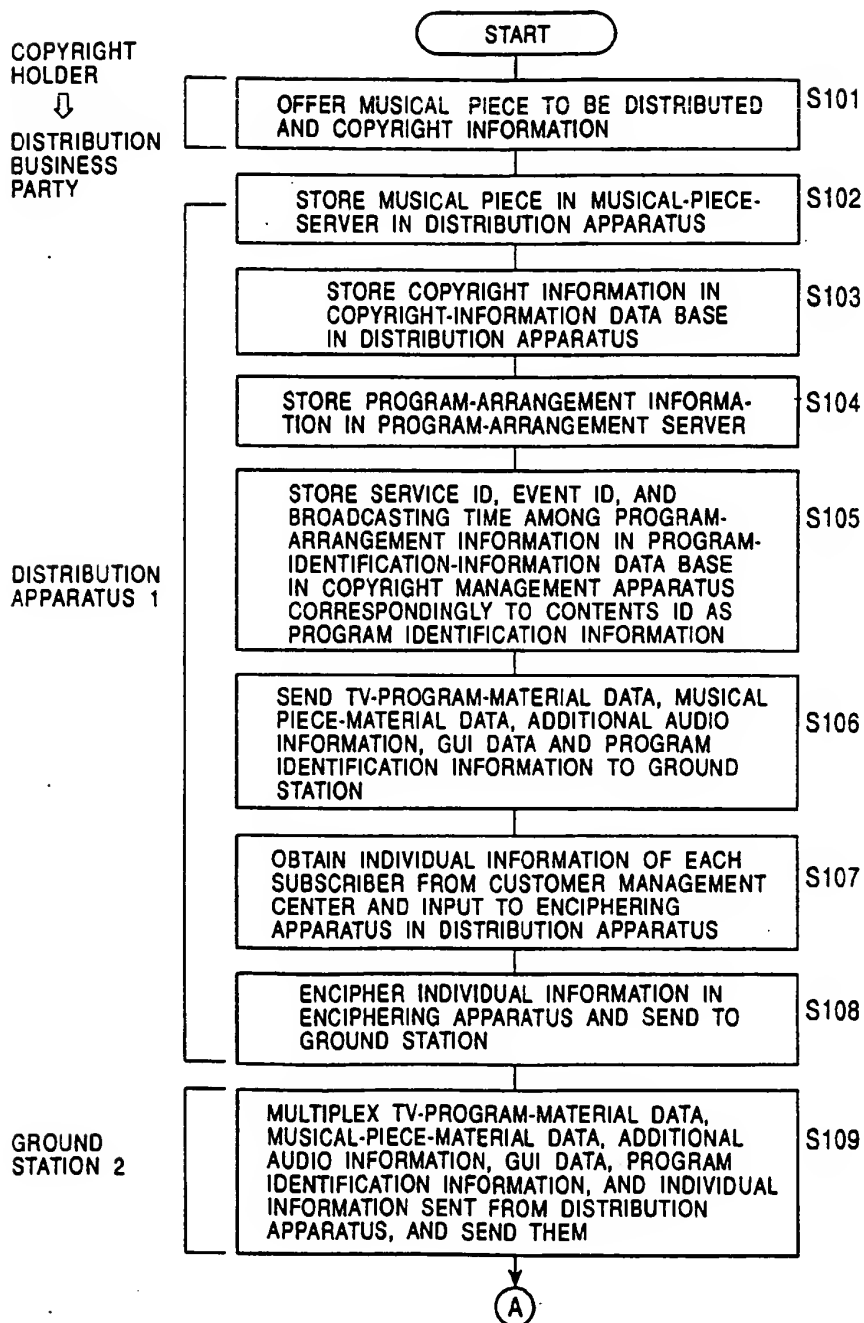 START
COPYRIGHT
HOLDER
⇩
DISTRIBUTION
BUSINESS
PARTY
OFFER MUSICAL PIECE TO BE DISTRIBUTED
AND COPYRIGHT INFORMATION
S101
STORE MUSICAL PIECE IN MUSICAL-PIECE-
SERVER IN DISTRIBUTION APPARATUS
S102
STORE COPYRIGHT INFORMATION IN
COPYRIGHT-INFORMATION DATA BASE
IN DISTRIBUTION APPARATUS
S103
STORE PROGRAM-ARRANGEMENT INFORMA-
TION IN PROGRAM-ARRANGEMENT SERVER
S104
DISTRIBUTION
APPARATUS 1
STORE SERVICE ID, EVENT ID, AND
BROADCASTING TIME AMONG PROGRAM-
ARRANGEMENT INFORMATION IN PROGRAM-
IDENTIFICATION-INFORMATION DATA BASE
IN COPYRIGHT MANAGEMENT APPARATUS
CORRESPONDINGLY TO CONTENTS ID AS
PROGRAM IDENTIFICATION INFORMATION
S105
SEND TV-PROGRAM-MATERIAL DATA, MUSICAL
PIECE-MATERIAL DATA, ADDITIONAL AUDIO
INFORMATION, GUI DATA AND PROGRAM
IDENTIFICATION INFORMATION TO GROUND
STATION
S106
OBTAIN INDIVIDUAL INFORMATION OF EACH
SUBSCRIBER FROM CUSTOMER MANAGEMENT
CENTER AND INPUT TO ENCIPHERING
APPARATUS IN DISTRIBUTION APPARATUS
S107
ENCIPHER INDIVIDUAL INFORMATION IN
ENCIPHERING APPARATUS AND SEND TO
GROUND STATION
S108
GROUND
STATION 2
MULTIPLEX TV-PROGRAM-MATERIAL DATA,
MUSICAL-PIECE-MATERIAL DATA, ADDITIONAL
AUDIO INFORMATION, GUI DATA, PROGRAM
IDENTIFICATION INFORMATION, AND INDIVIDUAL
INFORMATION SENT FROM DISTRIBUTION
APPARATUS, AND SEND THEM
S109
A